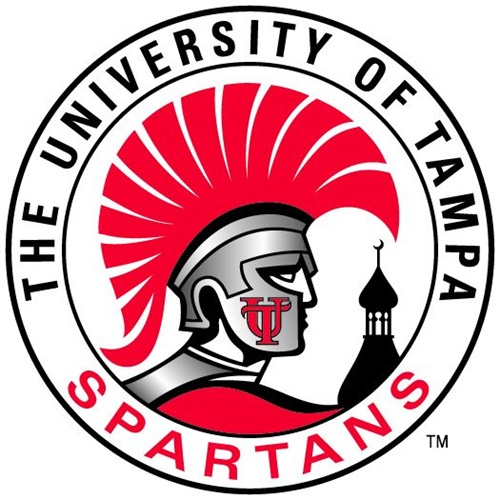 THE UNIVERSITY OF TAMPA
UT
SPARTANS
TM